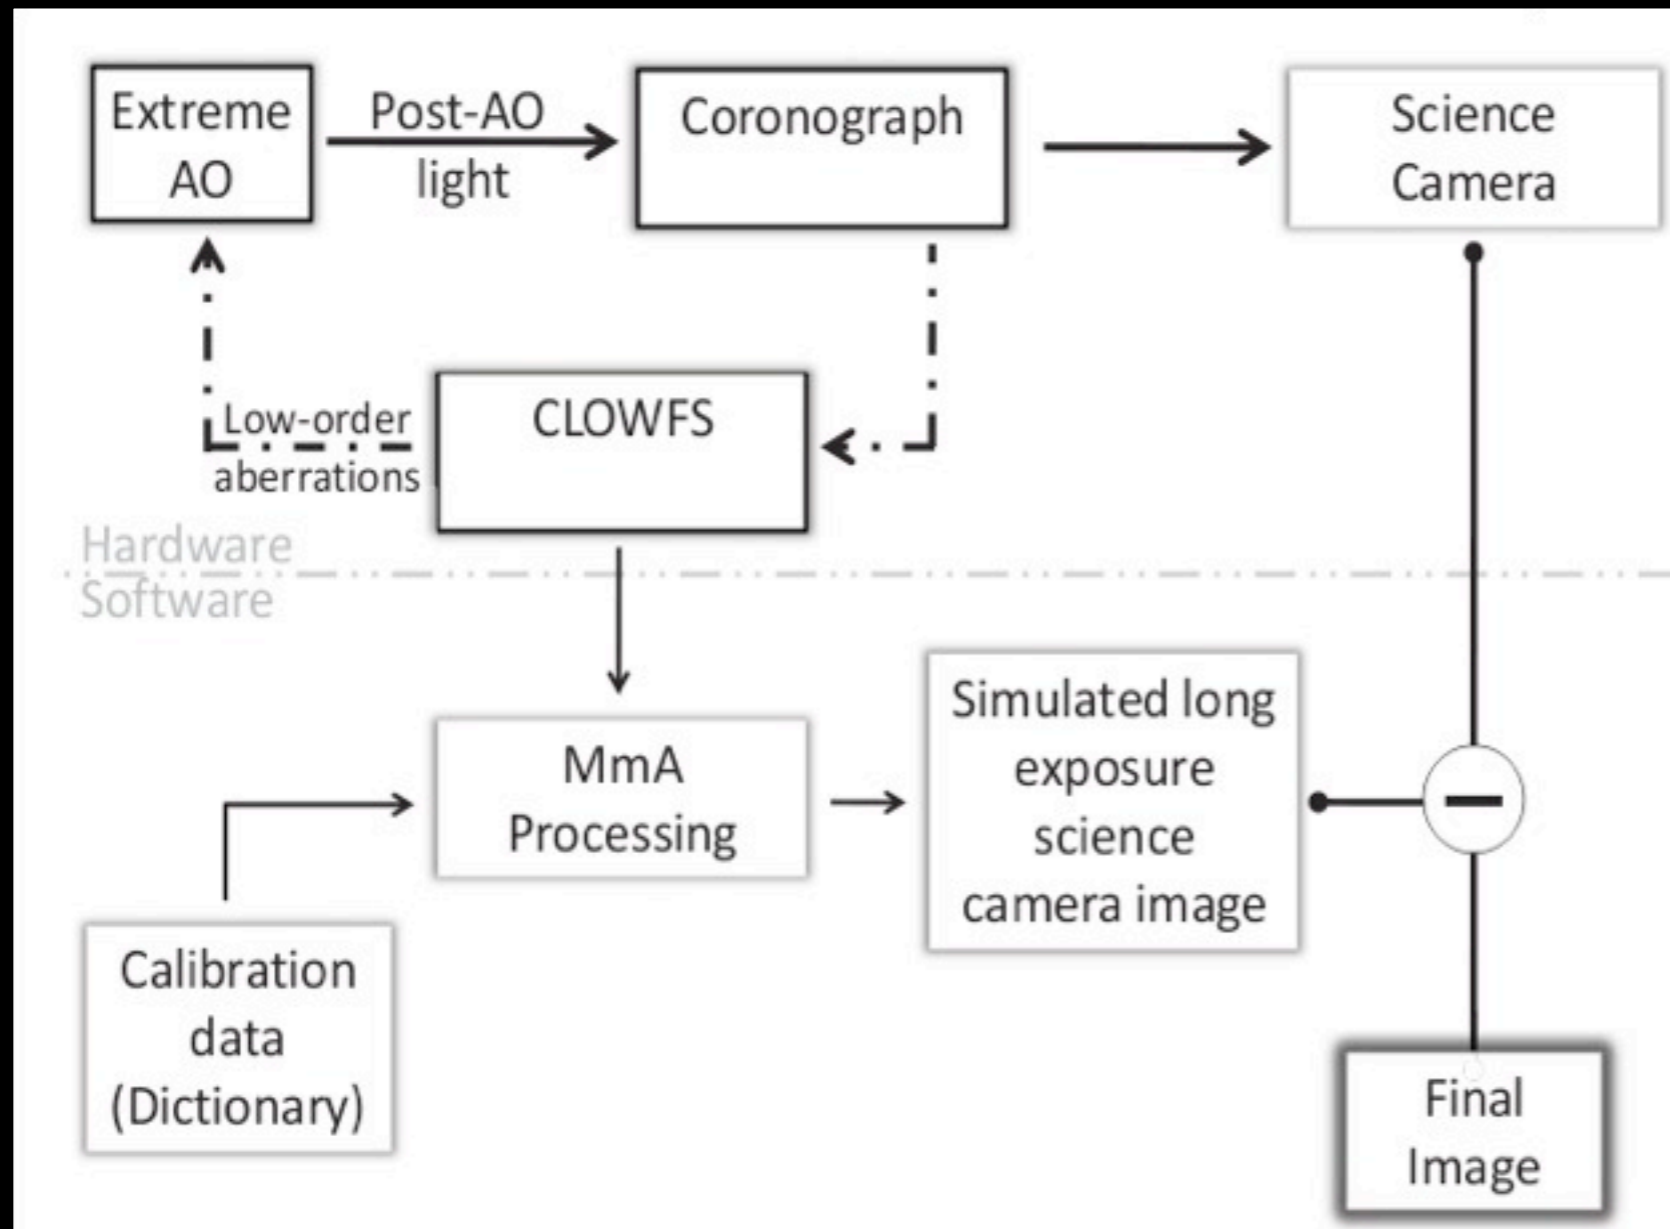 Extreme
AO
Post-AO
light
Coronograph
Science
Camera
Low-order
aberrations
CLOWFS
Hardware
Software
MmA
Processing
Simulated long
exposure
science
camera image
Calibration
data
(Dictionary)
Final
Image